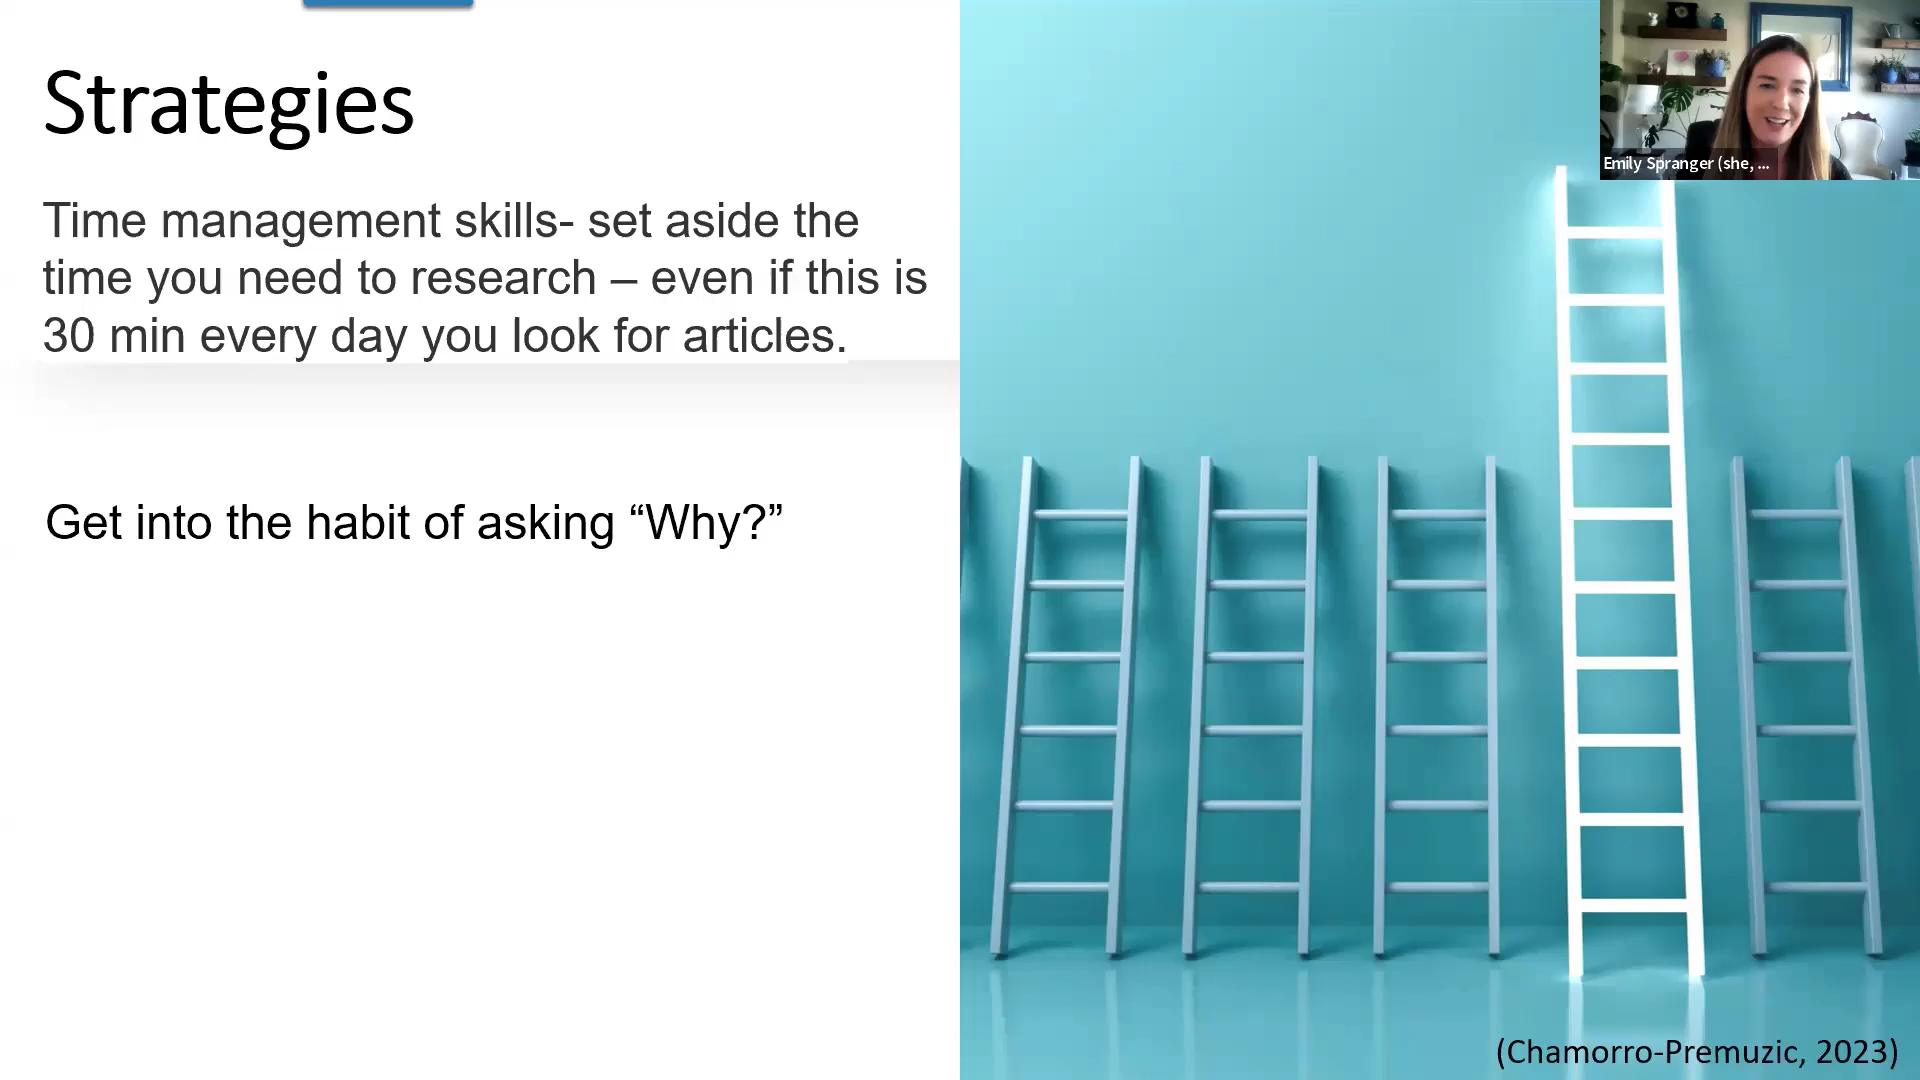 Strategies
Time management skills- set aside the
time you need to research – even if this is
30 min every day you look for articles.
Get into the habit of asking “Why?”
Emily Spranger (she, ...
(Chamorro-Premuzic, 2023)